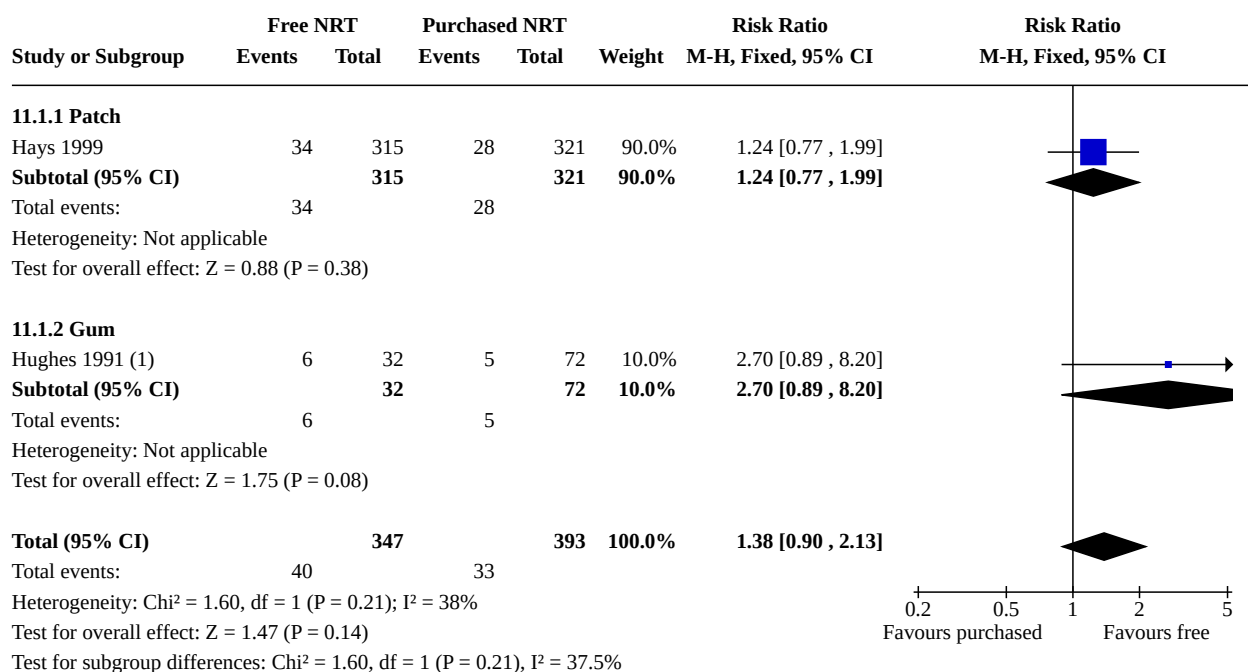 Free NRT Purchased NRT Risk Ratio Risk Ratio
Study or Subgroup Events Total Events Total Weight M-H, Fixed, 95% CI M-H, Fixed, 95% CI
11.1.1 Patch
Hays 1999 34 315 28 321 90.0% 1.24 [0.77 , 1.99]
Subtotal (95% CI) 315 321 90.0% 1.24 [0.77 , 1.99]
Total events: 34 28
Heterogeneity: Not applicable
Test for overall effect: Z = 0.88 (P = 0.38)
11.1.2 Gum
Hughes 1991 (1) 6 32 5 72 10.0% 2.70 [0.89 , 8.20]
Subtotal (95% CI) 32 72 10.0% 2.70 [0.89 , 8.20]
Total events: 6 5
Heterogeneity: Not applicable
Test for overall effect: Z = 1.75 (P = 0.08)
Total (95% CI) 347 393 100.0% 1.38 [0.90 , 2.13]
Total events: 40 33
Heterogeneity: Chi² = 1.60, df = 1 (P = 0.21); I² = 38%
0.2 0.5 1 2 5
Test for overall effect: Z = 1.47 (P = 0.14)
Favours purchased Favours free
Test for subgroup differences: Chi² = 1.60, df = 1 (P = 0.21), I² = 37.5%